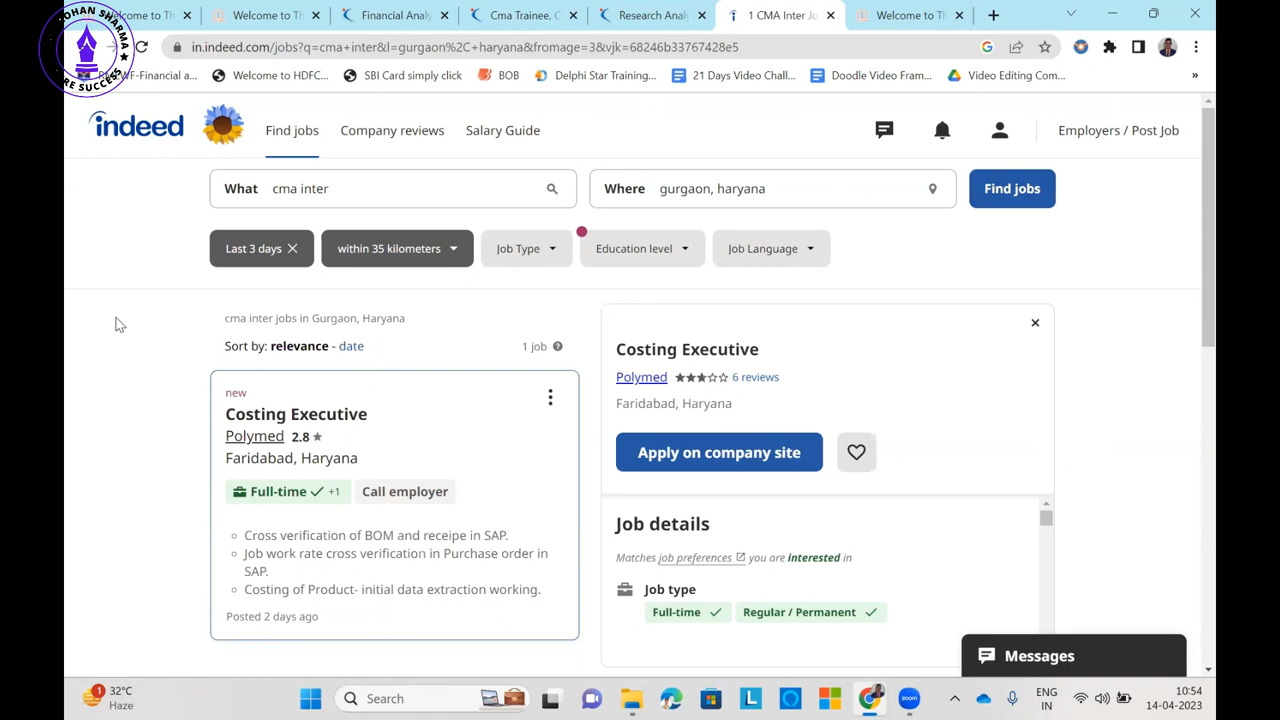 Welcome to Th
Financial Analy
Cma Trainee
Research Analy
1 CMA Inter Jo
Welcome to Th
OHAN SHARMA
RE SUCCESS
in.indeed.com/jobs?q=cma+inter&l=gurgaon%2C+haryana&fromage=3&vjk=68246b33767428e5
Welcome to HDFC...
SBI Card simply click
BOB
Delphi Star Training...
21 Days Video Chall...
Doodle Video Fram...
Video Editing Com...
»
indeed
Find jobs
Company reviews
Salary Guide
Employers / Post Job
What cma inter
Where gurgaon, haryana
Find jobs
Last 3 days
within 35 kilometers
Job Type
Education level
Job Language
cma inter jobs in Gurgaon, Haryana
Sort by: relevance - date
1 job
new
Costing Executive
Polymed 2.8
Faridabad, Haryana
Full-time +1
Call employer
Cross verification of BOM and receipe in SAP.
Job work rate cross verification in Purchase order in
SAP.
Costing of Product- initial data extraction working.
Posted 2 days ago
Costing Executive
Polymed
6 reviews
Faridabad, Haryana
Apply on company site
Job details
Matches job preferences you are interested in
Job type
Full-time
Regular / Permanent
Messages
1
32°C
Haze
Search
zoom
ENG
IN
10:54
14-04-2023